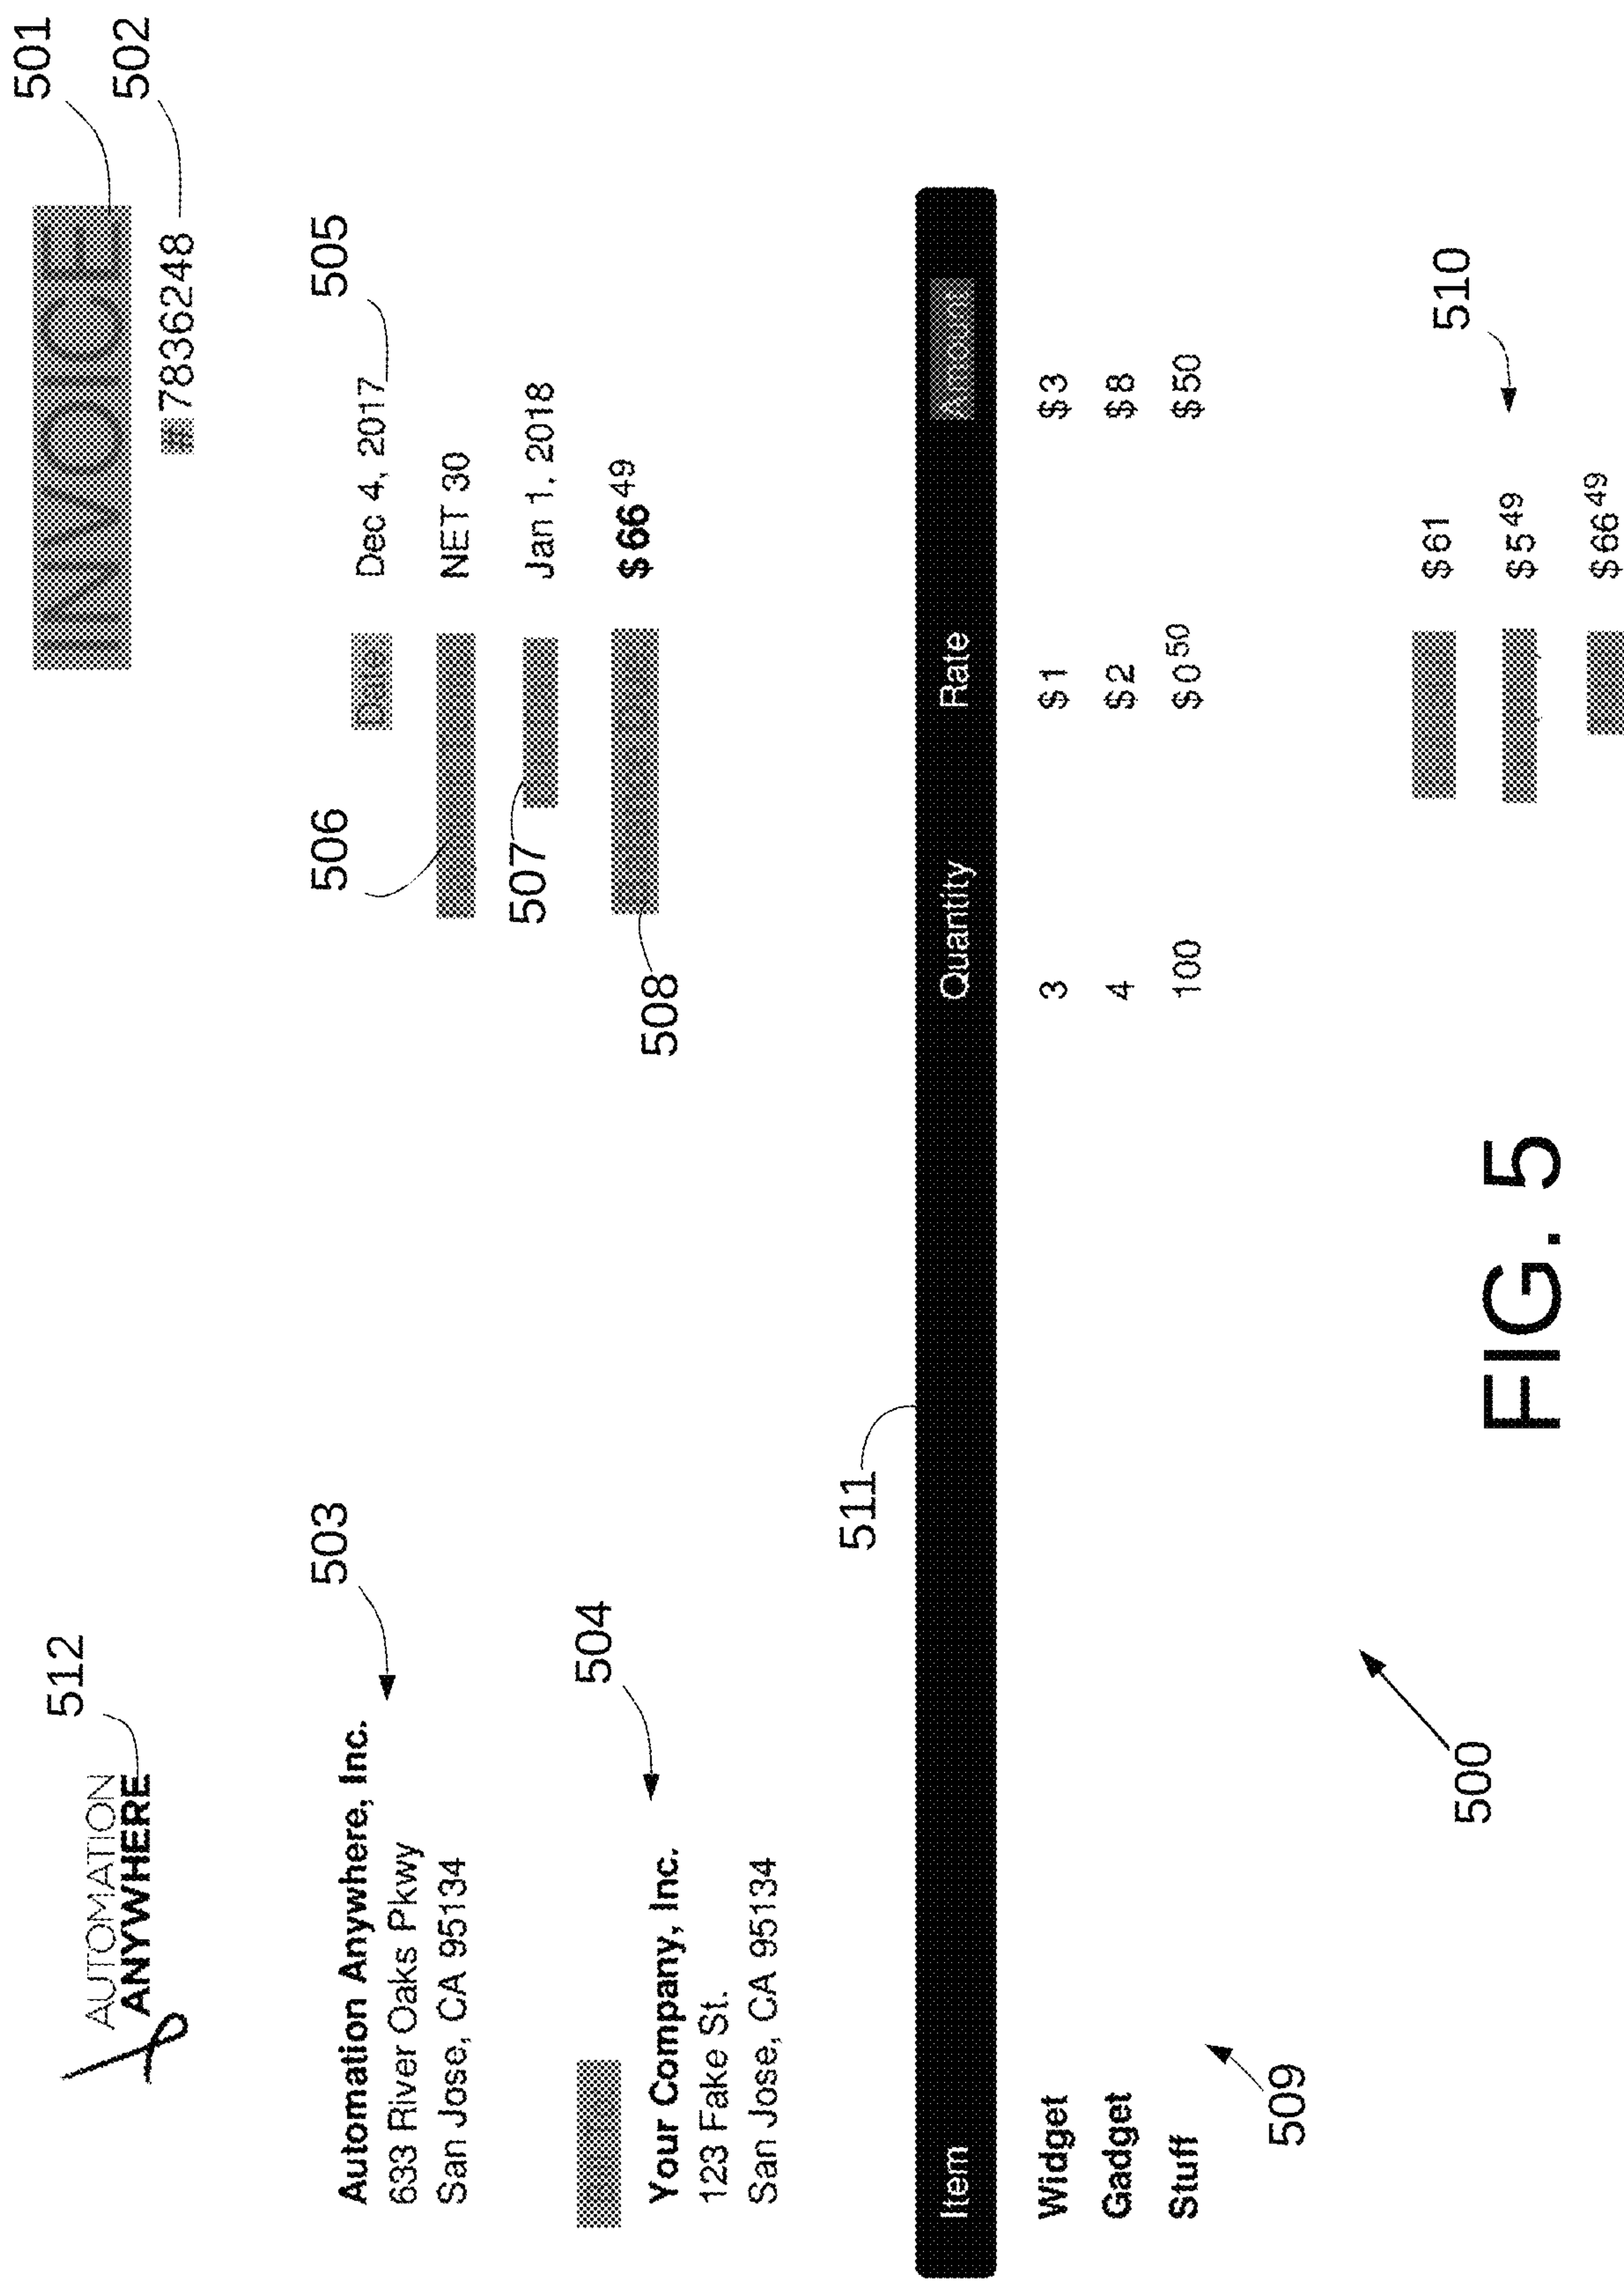 501
INVOICE
502
# 7836248
512
AUTOMATION
ANYWHERE
503
Automation Anywhere, Inc.
633 River Oaks Pkwy
San Jose, CA 95134
504
Your Company, Inc.
123 Fake St.
San Jose, CA 95134
505
Date: Dec 4, 2017
506
NET 30
507
Jan 1, 2018
508
$ 66 49
511
Item Quantity Rate Amount
Widget 3 $1 $3
Gadget 4 $2 $8
Stuff 100 $0 50 $50
509
510
$61
$5 49
$66 49
500
FIG. 5